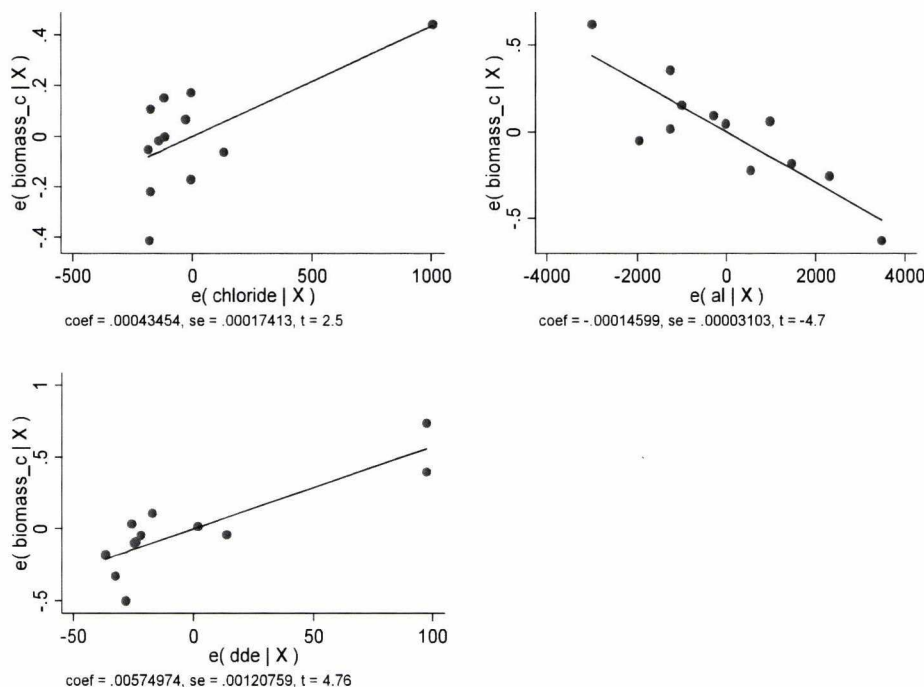 e( biomass_c | X )
.4
.2
0
-.2
-.4
-500
0
500
1000
e( chloride | X )
coef = .00043454, se = .00017413, t = 2.5
e( biomass_c | X )
.5
0
-.5
-4000
-2000
0
2000
4000
e( al | X )
coef = -.00014599, se = .00003103, t = -4.7
e( biomass_c | X )
1
.5
0
-.5
-50
0
50
100
e( dde | X )
coef = .00574974, se = .00120759, t = 4.76